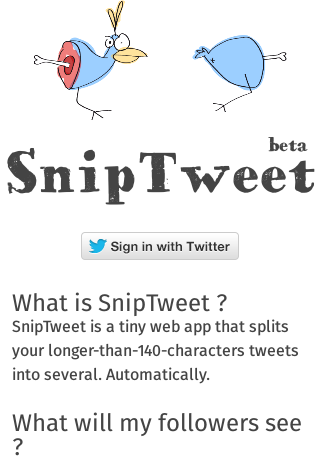 beta
SnipTweet
Sign in with Twitter
What is SnipTweet ?
SnipTweet is a tiny web app that splits
your longer-than-140-characters tweets
into several. Automatically.
What will my followers see
?